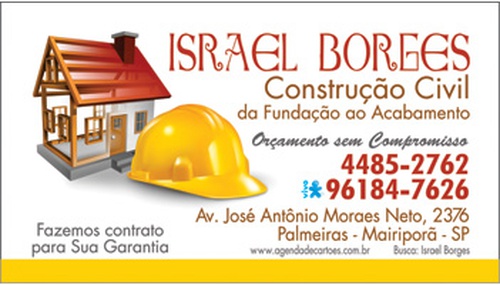 ISRAEL BORGES
Construção Civil
da Fundação ao Acabamento
Orçamento sem Compromisso
4485-2762
96184-7626
Av. José Antônio Moraes Neto, 2376
Palmeiras - Mairiporã - SP
Fazemos contrato
para Sua Garantia
www.agendadecartoes.com.br Busca: Israel Borges